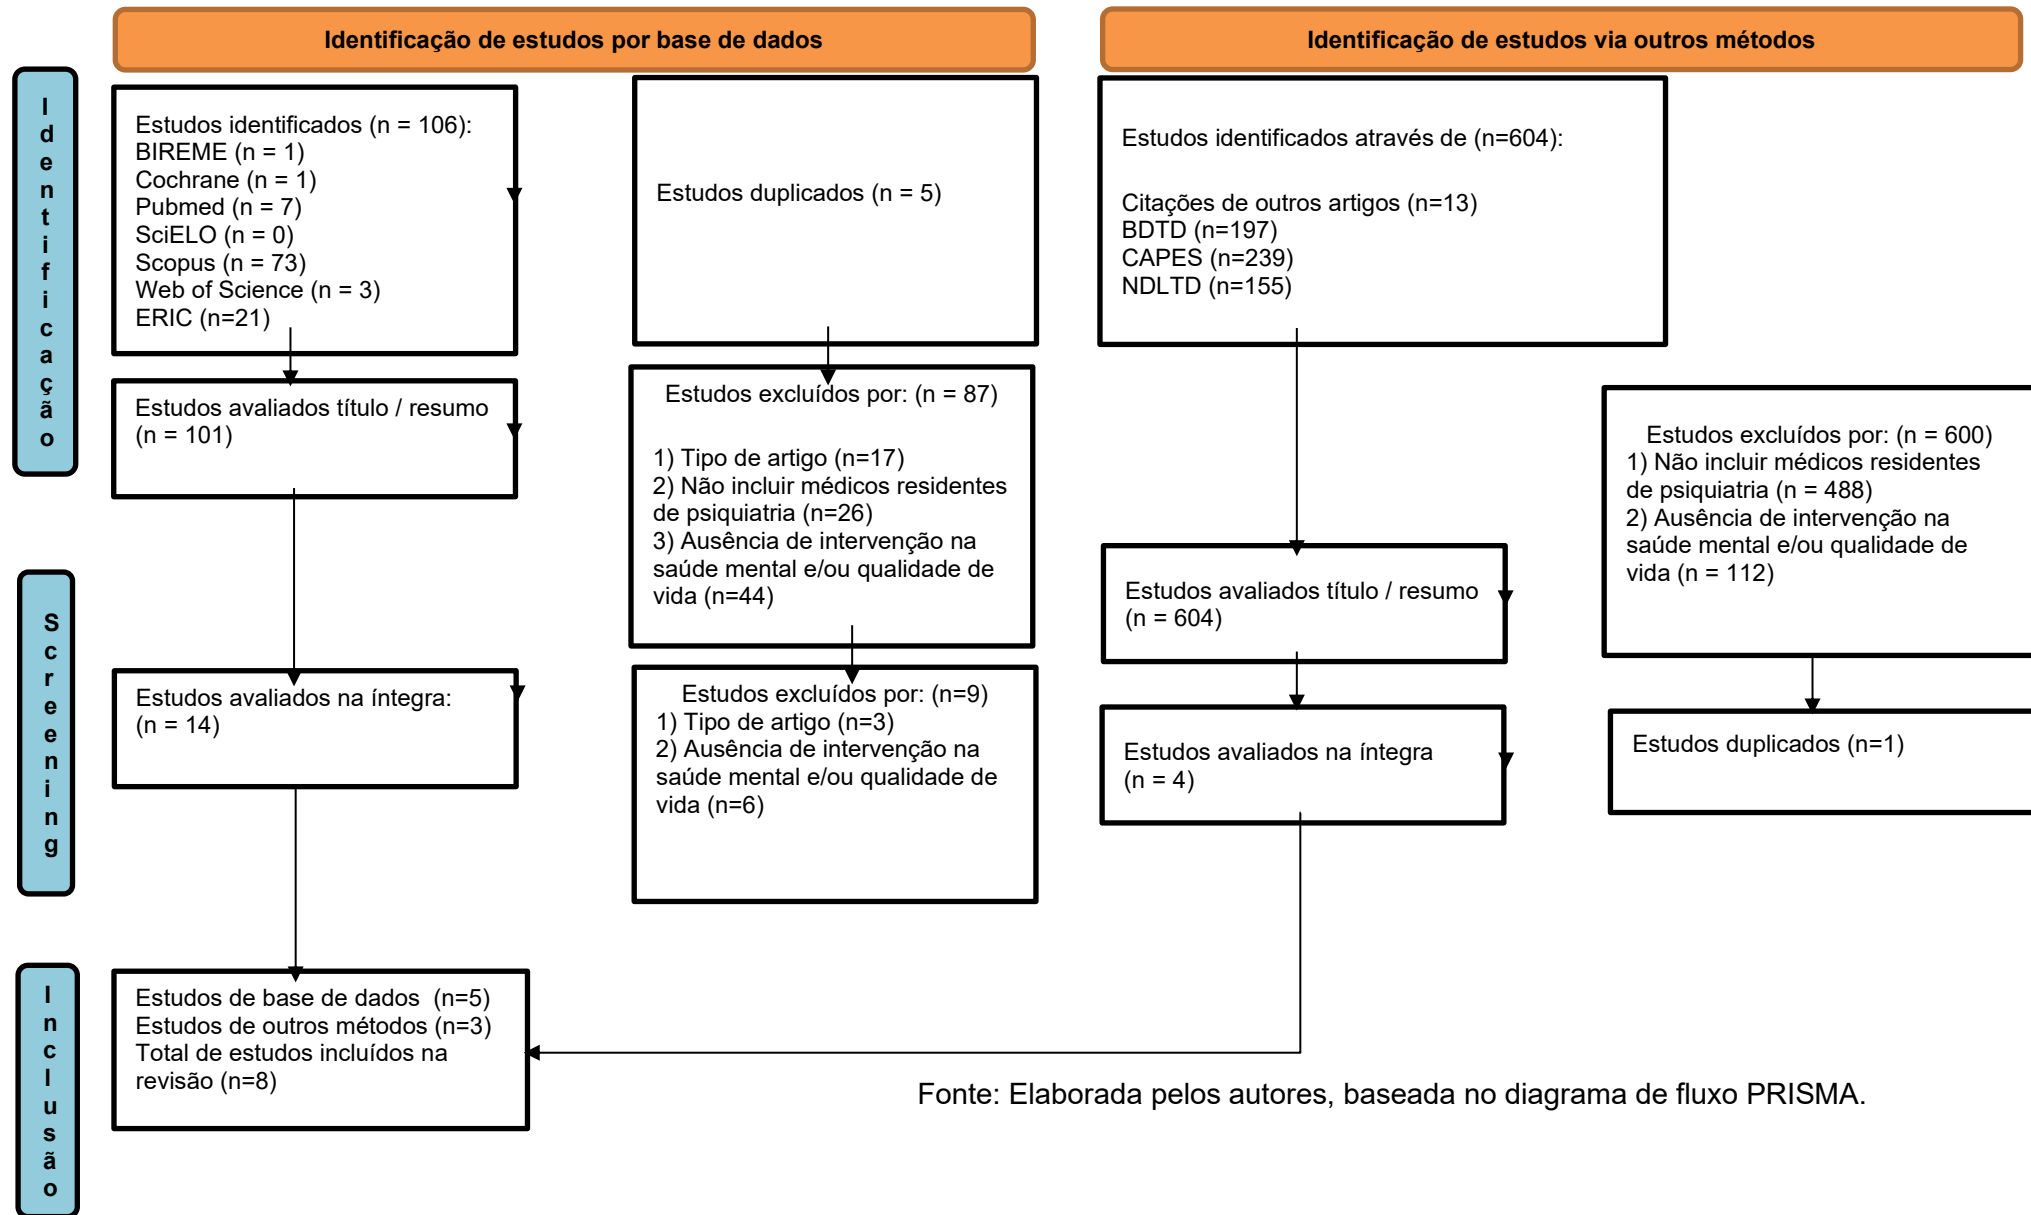 Identificação de estudos por base de dados
Identificação de estudos via outros métodos
Identificação
Estudos identificados (n = 106):
BIREME (n = 1)
Cochrane (n = 1)
Pubmed (n = 7)
SciELO (n = 0)
Scopus (n = 73)
Web of Science (n = 3)
ERIC (n=21)
Estudos duplicados (n = 5)
Estudos identificados através de (n=604):
Citações de outros artigos (n=13)
BDTD (n=197)
CAPES (n=239)
NDLTD (n=155)
Estudos avaliados título / resumo
(n = 101)
Estudos excluídos por: (n = 87)
1) Tipo de artigo (n=17)
2) Não incluir médicos residentes
de psiquiatria (n=26)
3) Ausência de intervenção na
saúde mental e/ou qualidade de
vida (n=44)
Estudos avaliados título / resumo
(n = 604)
Estudos excluídos por: (n = 600)
1) Não incluir médicos residentes
de psiquiatria (n = 488)
2) Ausência de intervenção na
saúde mental e/ou qualidade de
vida (n = 112)
Screening
Estudos avaliados na íntegra:
(n = 14)
Estudos excluídos por: (n=9)
1) Tipo de artigo (n=3)
2) Ausência de intervenção na
saúde mental e/ou qualidade de
vida (n=6)
Estudos avaliados na íntegra
(n = 4)
Estudos duplicados (n=1)
Inclusão
Estudos de base de dados (n=5)
Estudos de outros métodos (n=3)
Total de estudos incluídos na
revisão (n=8)
Fonte: Elaborada pelos autores, baseada no diagrama de fluxo PRISMA.